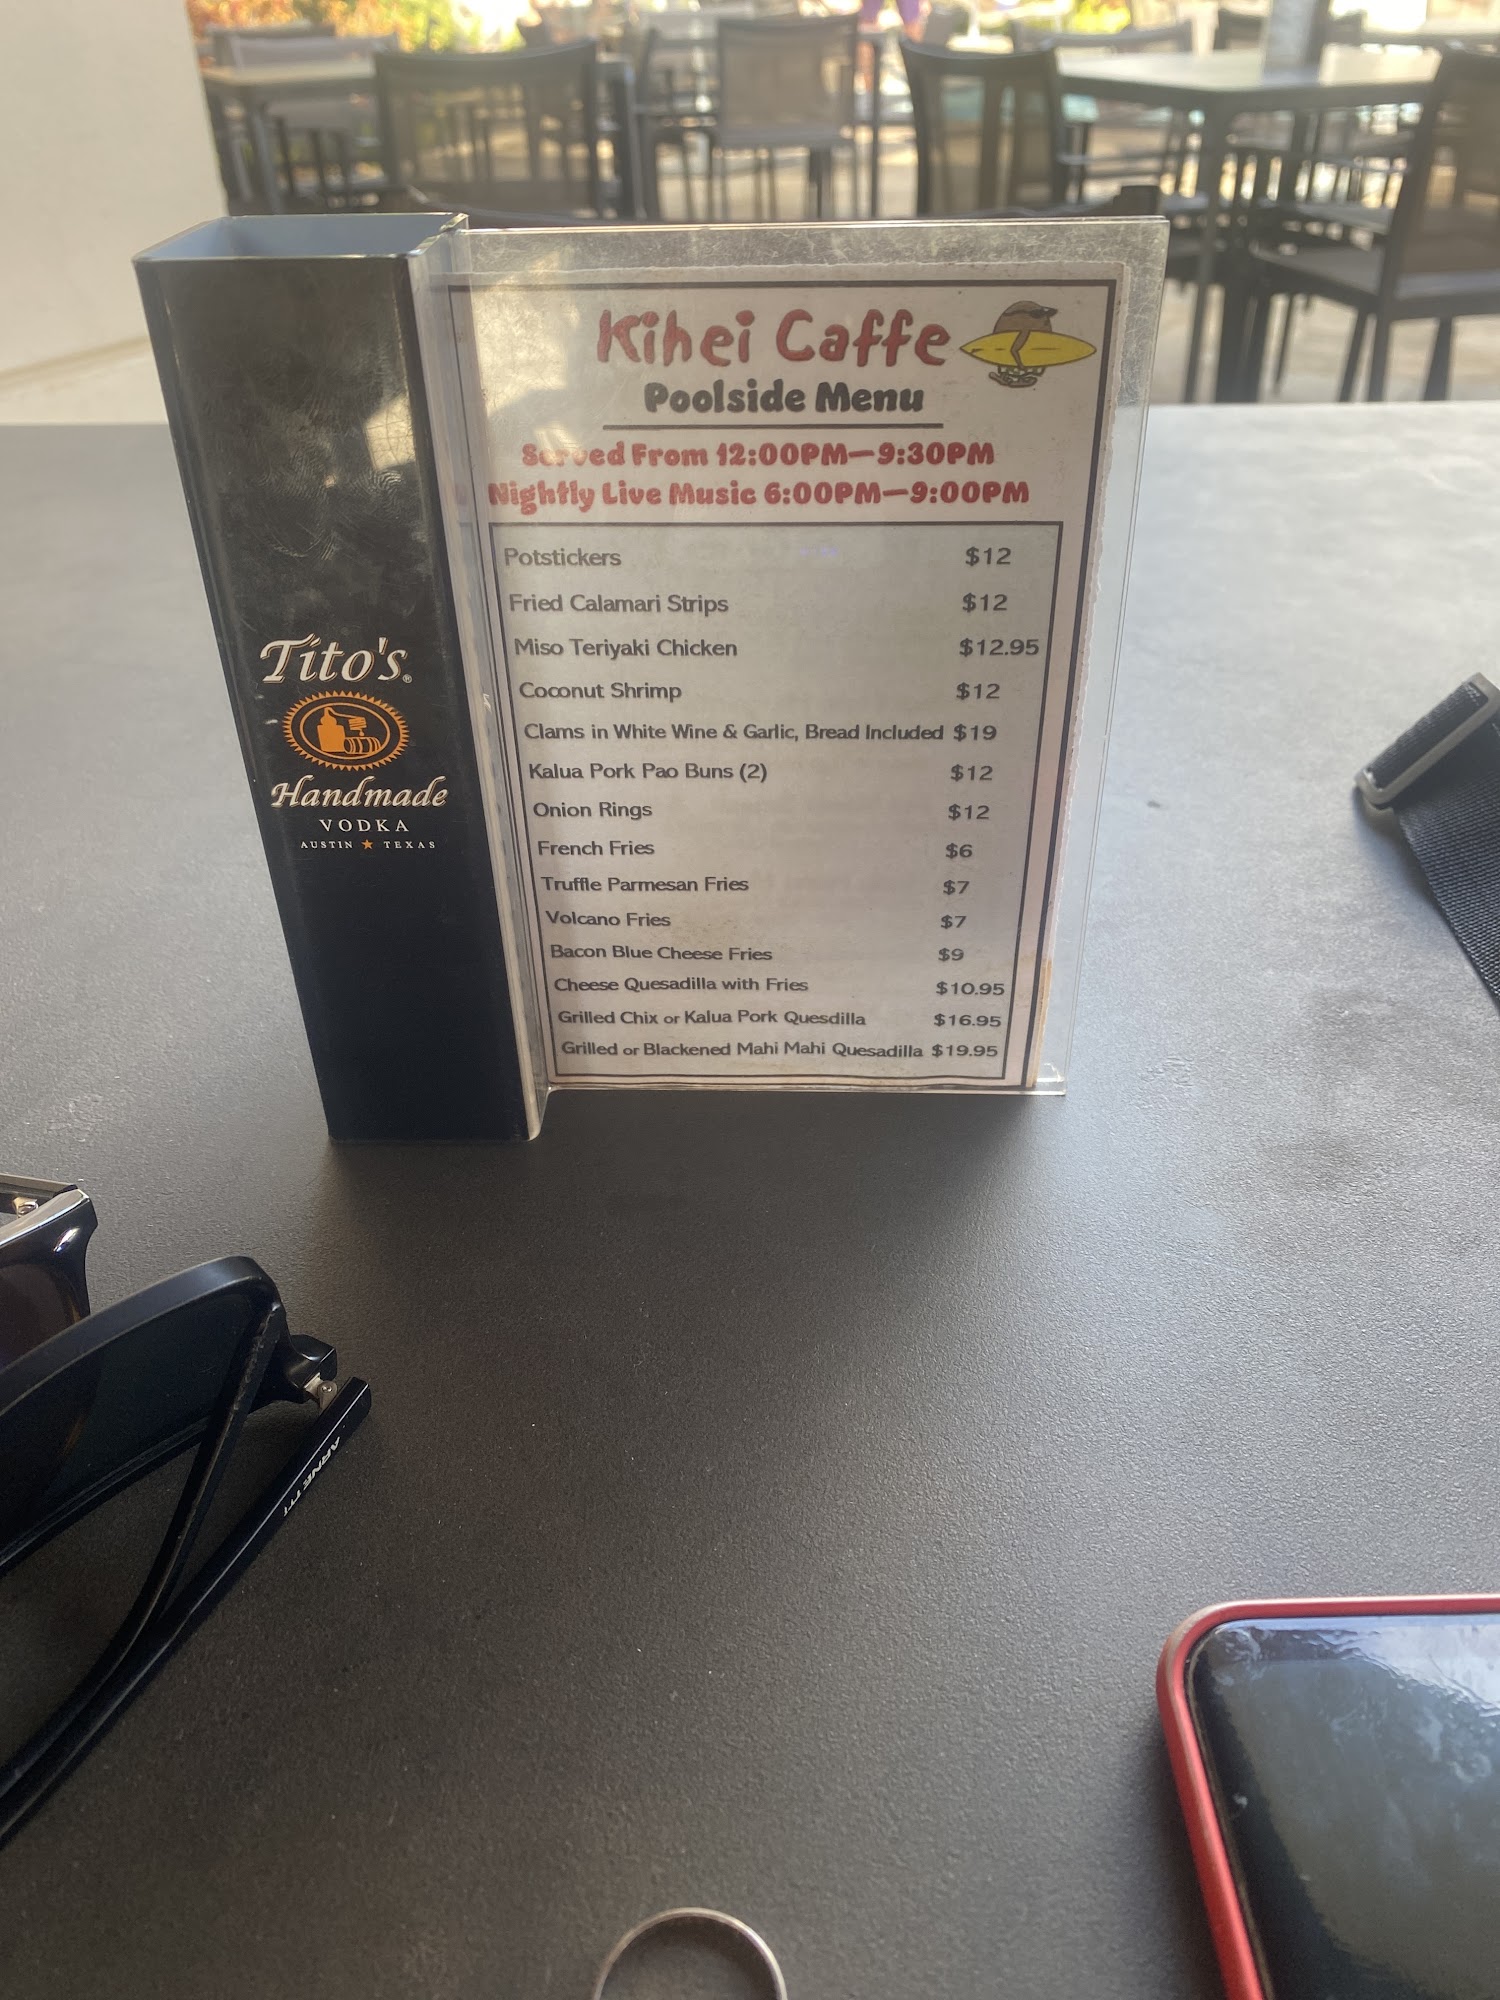 Kihei Caffe
Poolside Menu
Served From 12:00PM—9:30PM
Nightly Live Music 6:00PM—9:00PM
Potstickers $12
Fried Calamari Strips $12
Miso Teriyaki Chicken $12.95
Coconut Shrimp $12
Clams in White Wine & Garlic, Bread Included $19
Kalua Pork Pao Buns (2) $12
Onion Rings $12
French Fries $6
Truffle Parmesan Fries $7
Volcano Fries $7
Bacon Blue Cheese Fries $9
Cheese Quesadilla with Fries $10.95
Grilled Chix or Kalua Pork Quesdilla $16.95
Grilled or Blackened Mahi Mahi Quesadilla $19.95
Tito's®
Handmade
VODKA
AUSTIN ★ TEXAS
ARNETTE